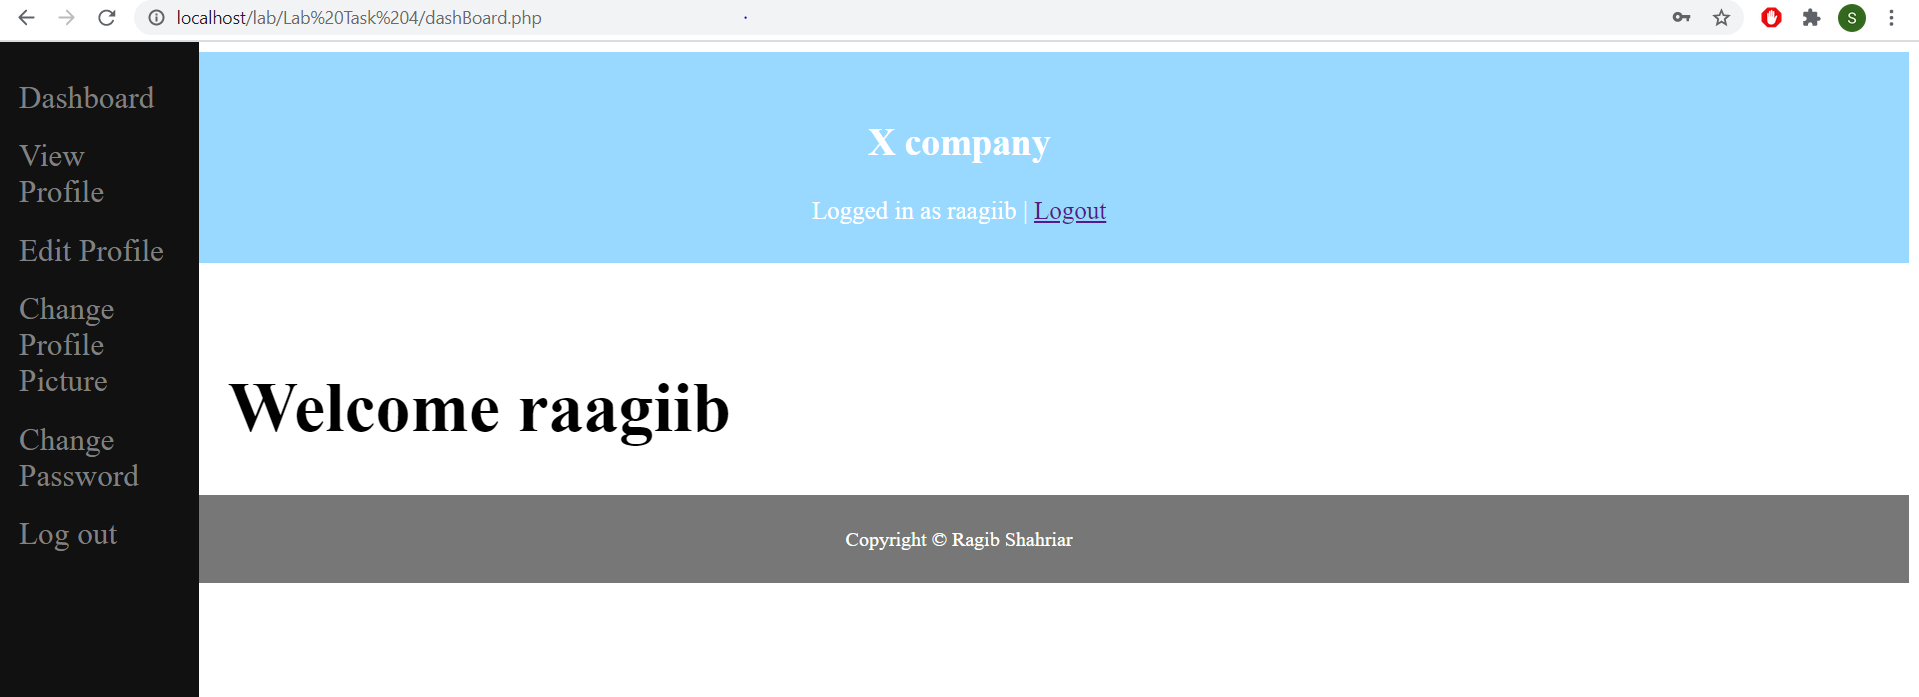 localhost/lab/Lab%20Task%204/dashBoard.php
S
Dashboard
View
Profile
Edit Profile
Change
Profile
Picture
Change
Password
Log out
X company
Logged in as raagiib | Logout
Welcome raagiib
Copyright © Ragib Shahriar